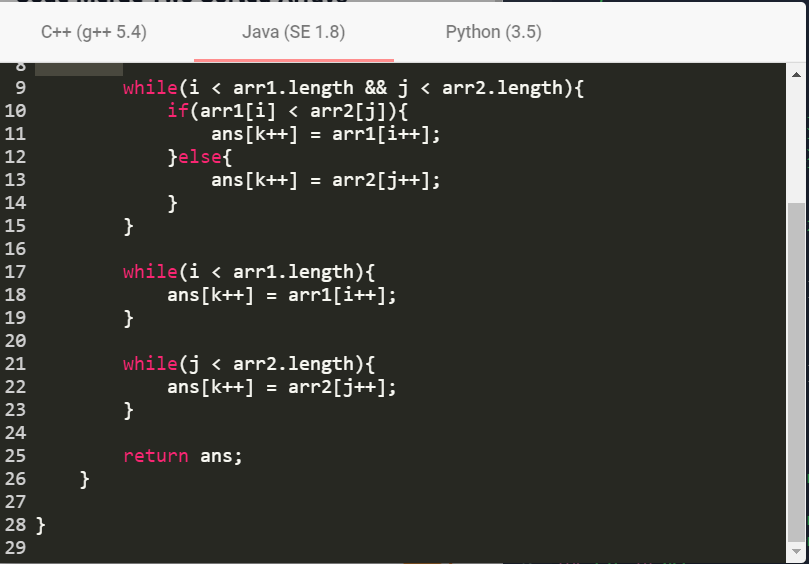 C++ (g++ 5.4) Java (SE 1.8) Python (3.5)
8
9 while(i < arr1.length && j < arr2.length){
10 if(arr1[i] < arr2[j]){
11 ans[k++] = arr1[i++];
12 }else{
13 ans[k++] = arr2[j++];
14 }
15 }
16
17 while(i < arr1.length){
18 ans[k++] = arr1[i++];
19 }
20
21 while(j < arr2.length){
22 ans[k++] = arr2[j++];
23 }
24
25 return ans;
26 }
27
28 }
29